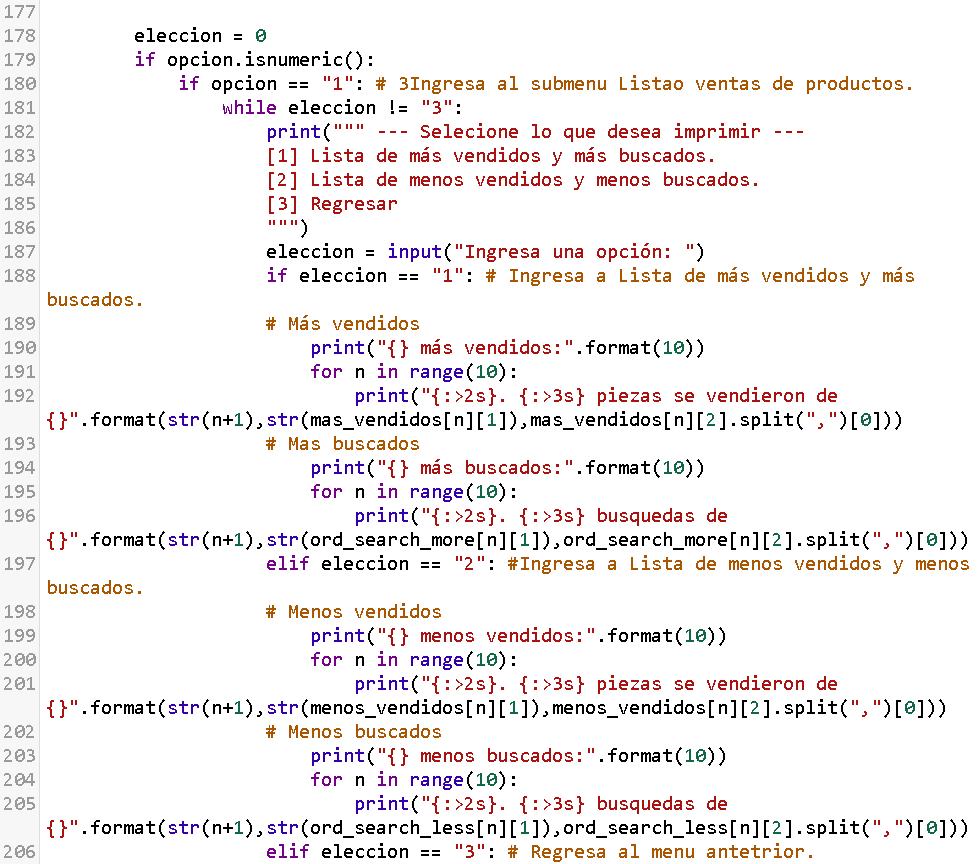 177
178 eleccion = 0
179 if opcion.isnumeric():
180 if opcion == "1": # 3Ingresa al submenu Listao ventas de productos.
181 while eleccion != "3":
182 print(""" --- Selecione lo que desea imprimir ---
183 [1] Lista de más vendidos y más buscados.
184 [2] Lista de menos vendidos y menos buscados.
185 [3] Regresar
186 """)
187 eleccion = input("Ingresa una opción: ")
188 if eleccion == "1": # Ingresa a Lista de más vendidos y más
buscados.
189 # Más vendidos
190 print("{} más vendidos:".format(10))
191 for n in range(10):
192 print("{:>2s}. {:>3s} piezas se vendieron de
{}".format(str(n+1),str(mas_vendidos[n][1]),mas_vendidos[n][2].split(",")[0]))
193 # Mas buscados
194 print("{} más buscados:".format(10))
195 for n in range(10):
196 print("{:>2s}. {:>3s} busquedas de
{}".format(str(n+1),str(ord_search_more[n][1]),ord_search_more[n][2].split(",")[0]))
197 elif eleccion == "2": #Ingresa a Lista de menos vendidos y menos
buscados.
198 # Menos vendidos
199 print("{} menos vendidos:".format(10))
200 for n in range(10):
201 print("{:>2s}. {:>3s} piezas se vendieron de
{}".format(str(n+1),str(menos_vendidos[n][1]),menos_vendidos[n][2].split(",")[0]))
202 # Menos buscados
203 print("{} menos buscados:".format(10))
204 for n in range(10):
205 print("{:>2s}. {:>3s} busquedas de
{}".format(str(n+1),str(ord_search_less[n][1]),ord_search_less[n][2].split(",")[0]))
206 elif eleccion == "3": # Regresa al menu antetrior.